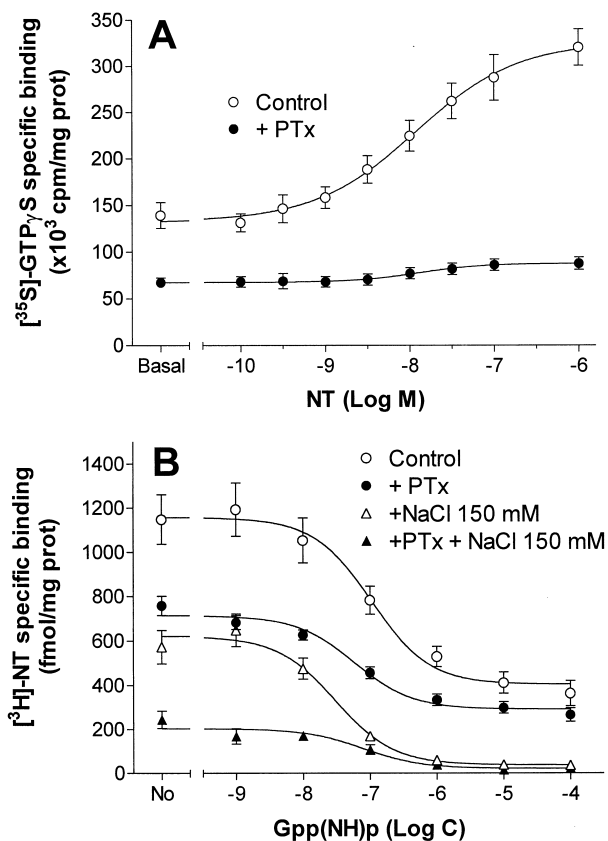 A
[³⁵S]-GTPγS specific binding
(x10³ cpm/mg prot)
350
300
250
200
150
100
50
0
Control
+ PTx
Basal -10 -9 -8 -7 -6
NT (Log M)
B
[³H]-NT specific binding
(fmol/mg prot)
1400
1200
1000
800
600
400
200
0
Control
+ PTx
+NaCl 150 mM
+PTx + NaCl 150 mM
No -9 -8 -7 -6 -5 -4
Gpp(NH)p (Log C)